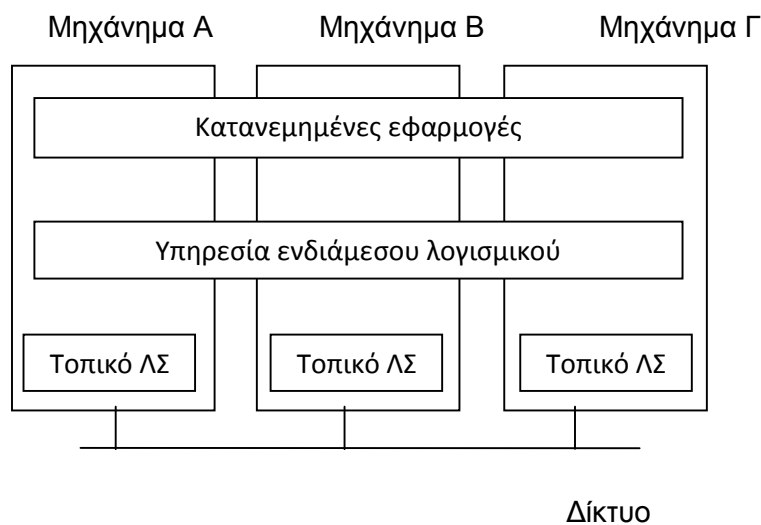 Μηχάνημα Α Μηχάνημα Β Μηχάνημα Γ
Κατανεμημένες εφαρμογές
Υπηρεσία ενδιάμεσου λογισμικού
Τοπικό ΛΣ Τοπικό ΛΣ Τοπικό ΛΣ
Δίκτυο